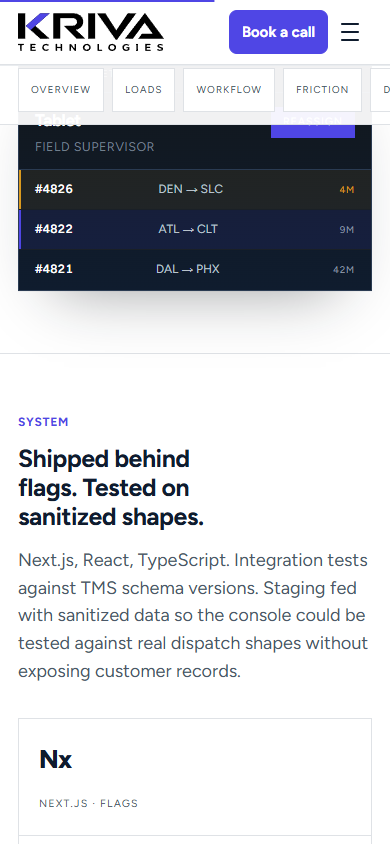 KRIVA
TECHNOLOGIES
Book a call
OVERVIEW
LOADS
WORKFLOW
FRICTION
D
Tablet
FIELD SUPERVISOR
#4826 DEN → SLC 4M
#4822 ATL → CLT 9M
#4821 DAL → PHX 42M
SYSTEM
Shipped behind
flags. Tested on
sanitized shapes.
Next.js, React, TypeScript. Integration tests
against TMS schema versions. Staging fed
with sanitized data so the console could be
tested against real dispatch shapes without
exposing customer records.
Nx
NEXT.JS · FLAGS